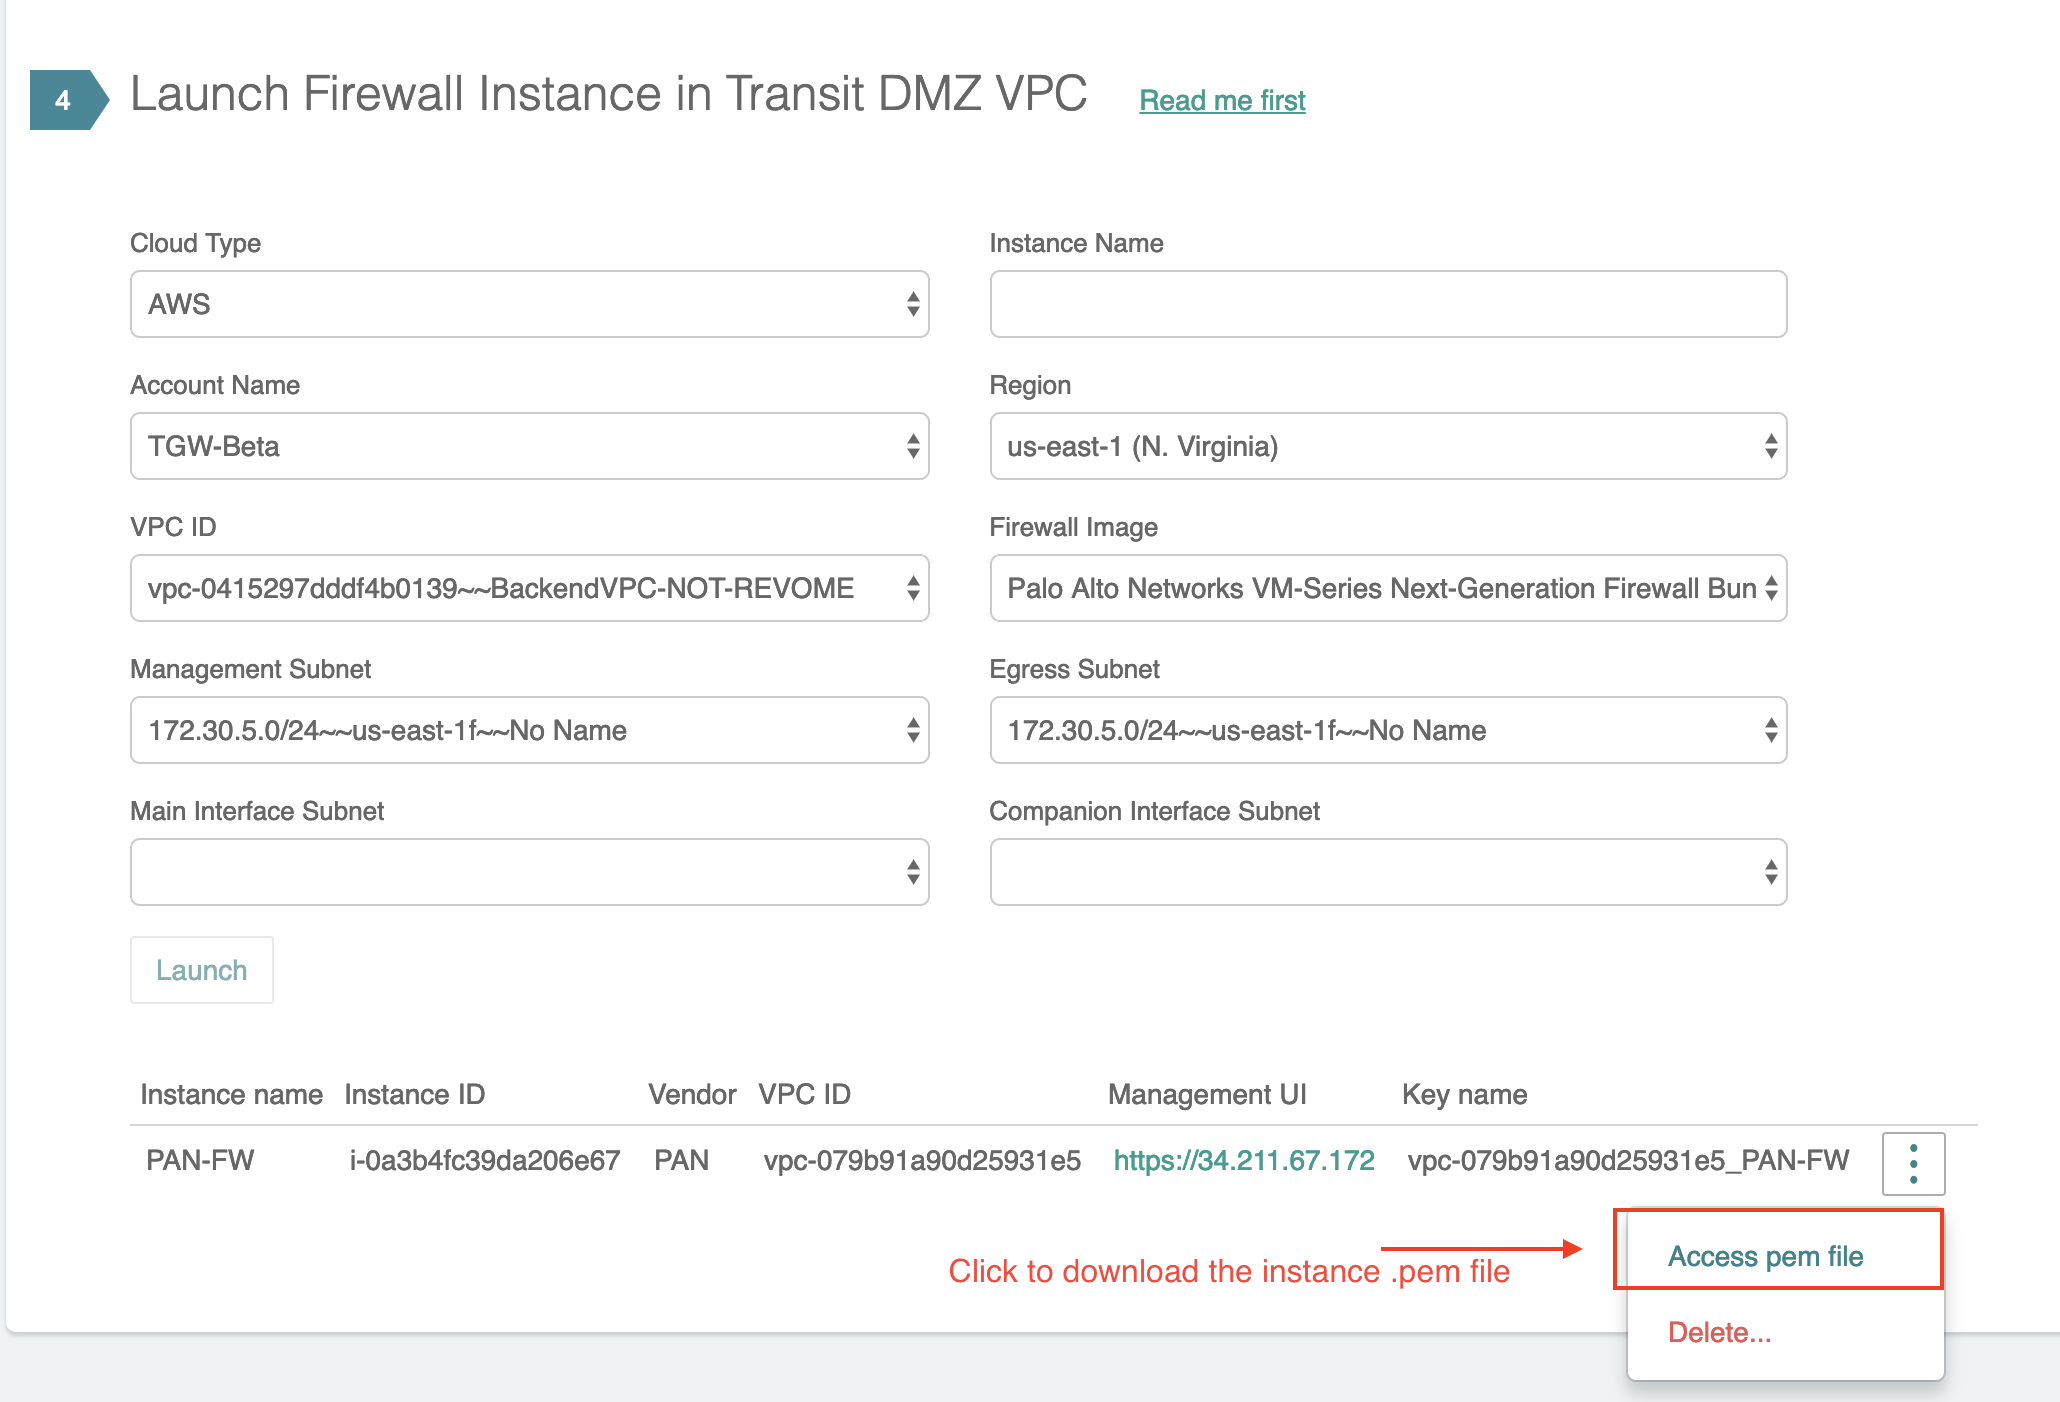 4
Launch Firewall Instance in Transit DMZ VPC Read me first
Cloud Type Instance Name
AWS
Account Name Region
TGW-Beta us-east-1 (N. Virginia)
VPC ID Firewall Image
vpc-0415297dddf4b0139~~BackendVPC-NOT-REVOME Palo Alto Networks VM-Series Next-Generation Firewall Bun
Management Subnet Egress Subnet
172.30.5.0/24~~us-east-1f~~No Name 172.30.5.0/24~~us-east-1f~~No Name
Main Interface Subnet Companion Interface Subnet
Launch
Instance name Instance ID Vendor VPC ID Management UI Key name
PAN-FW i-0a3b4fc39da206e67 PAN vpc-079b91a90d25931e5 https://34.211.67.172 vpc-079b91a90d25931e5_PAN-FW
Click to download the instance .pem file
Access pem file
Delete...